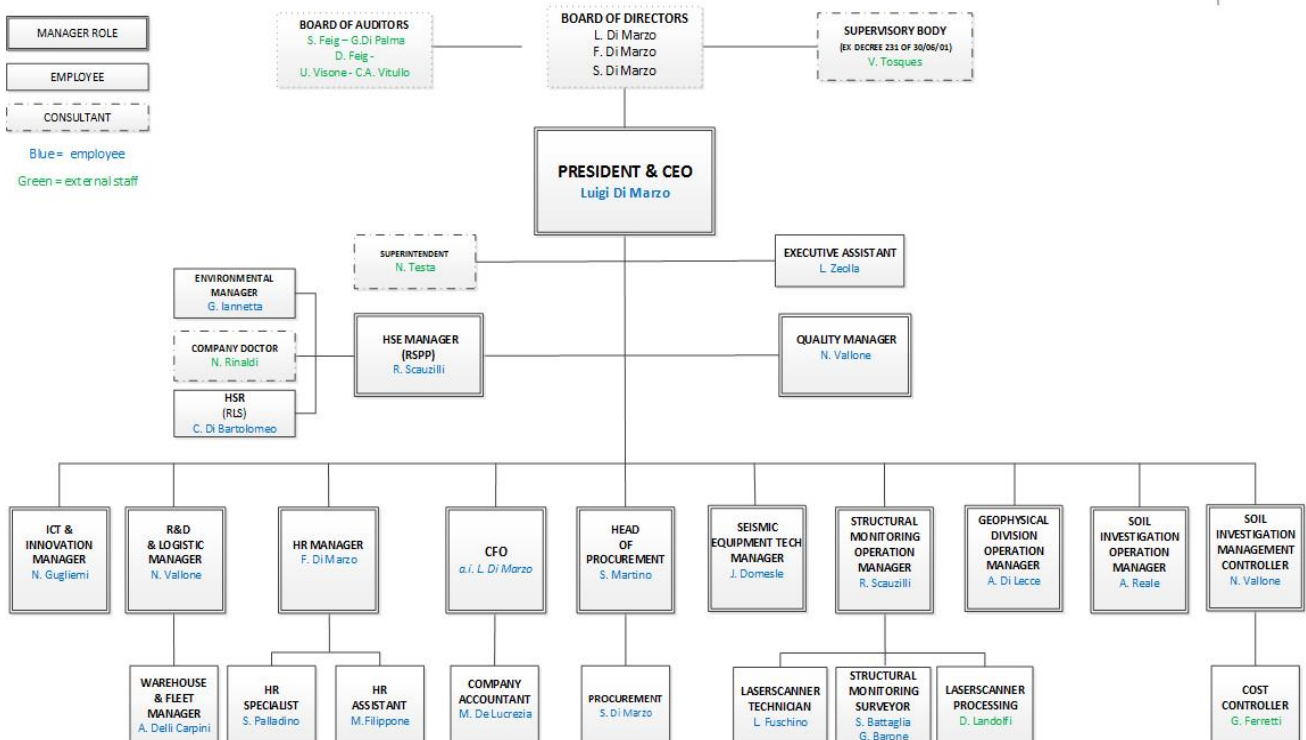 MANAGER ROLE
EMPLOYEE
CONSULTANT
Blue = employee
Green = external staff
BOARD OF AUDITORS
S. Feig – G.Di Palma
D. Feig -
U. Visone - C.A. Vitullo
BOARD OF DIRECTORS
L. Di Marzo
F. Di Marzo
S. Di Marzo
SUPERVISORY BODY
(EX DECREE 231 OF 30/06/01)
V. Tosques
PRESIDENT & CEO
Luigi Di Marzo
SUPERINTENDENT
N. Testa
EXECUTIVE ASSISTANT
L. Zeolla
ENVIRONMENTAL
MANAGER
G. Iannetta
COMPANY DOCTOR
N. Rinaldi
HSR
(RLS)
C. Di Bartolomeo
HSE MANAGER
(RSPP)
R. Scauzilli
QUALITY MANAGER
N. Vallone
ICT &
INNOVATION
MANAGER
N. Gugliemi
R&D
& LOGISTIC
MANAGER
N. Vallone
HR MANAGER
F. Di Marzo
CFO
a.i. L. Di Marzo
HEAD
OF
PROCUREMENT
S. Martino
SEISMIC
EQUIPMENT TECH
MANAGER
J. Domesle
STRUCTURAL
MONITORING
OPERATION
MANAGER
R. Scauzilli
GEOPHYSICAL
DIVISION
OPERATION
MANAGER
A. Di Lecce
SOIL
INVESTIGATION
OPERATION
MANAGER
A. Reale
SOIL
INVESTIGATION
MANAGEMENT
CONTROLLER
N. Vallone
WAREHOUSE
& FLEET
MANAGER
A. Delli Carpini
HR
SPECIALIST
S. Palladino
HR
ASSISTANT
M.Filippone
COMPANY
ACCOUNTANT
M. De Lucrezia
PROCUREMENT
S. Di Marzo
LASERSCANNER
TECHNICIAN
L. Fuschino
STRUCTURAL
MONITORING
SURVEYOR
S. Battaglia
G. Barone
LASERSCANNER
PROCESSING
D. Landolfi
COST
CONTROLLER
G. Ferretti